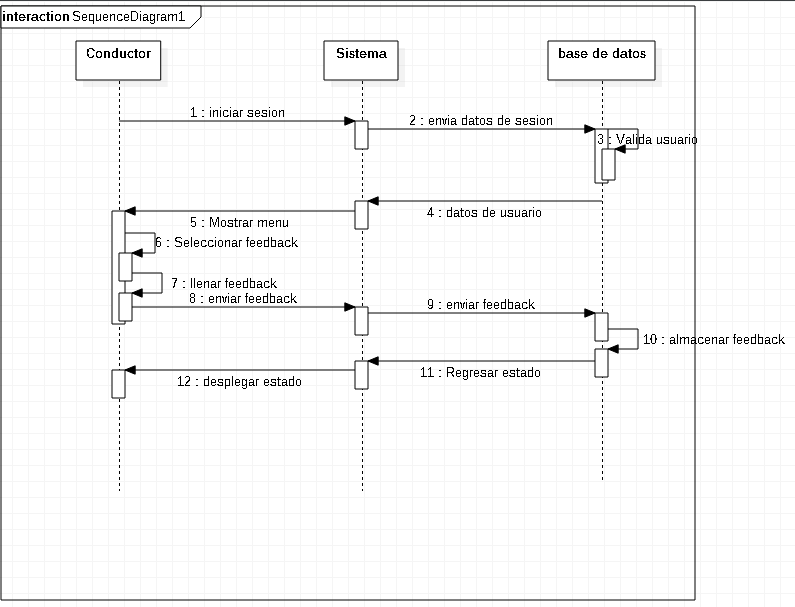 interaction SequenceDiagram1
Conductor
Sistema
base de datos
1 : iniciar sesion
2 : envia datos de sesion
3 : Valida usuario
4 : datos de usuario
5 : Mostrar menu
6 : Seleccionar feedback
7 : llenar feedback
8 : enviar feedback
9 : enviar feedback
10 : almacenar feedback
11 : Regresar estado
12 : desplegar estado